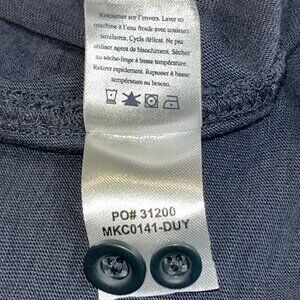 Retourner sur l'envers. Laver en
machine à l'eau froide avec couleurs
similaires. Cycle délicat. Ne pas
utiliser agent de blanchiment. Sécher
au sèche-linge à basse température.
Retirer rapidement. Repasser à basse
température au besoin.
PO# 31200
MKC0141-DUY